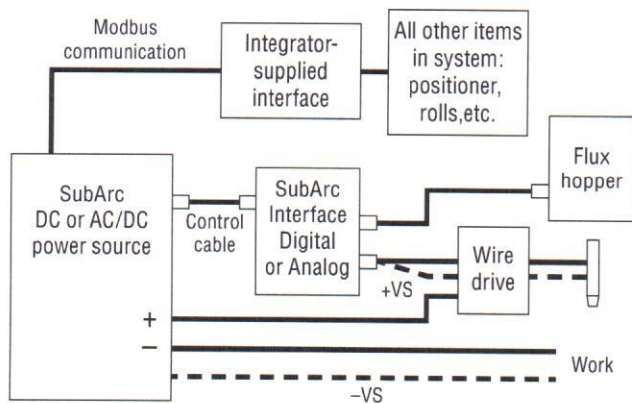 Modbus
communication
Integrator-
supplied
interface
All other items
in system:
positioner,
rolls,etc.
Flux
hopper
SubArc
DC or AC/DC
power source
Control
cable
SubArc
Interface
Digital
or Analog
Wire
drive
+VS
+
–
Work
–VS